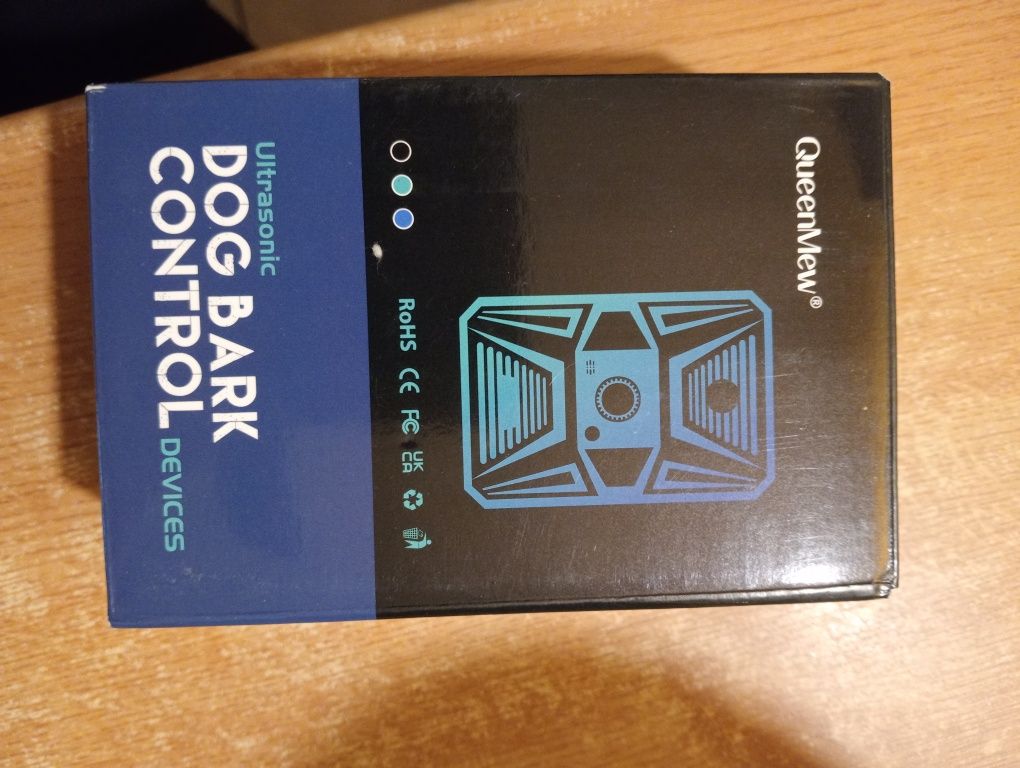 QueenMew®
RoHS CE FC UK CA
Ultrasonic
DOG BARK
CONTROL DEVICES